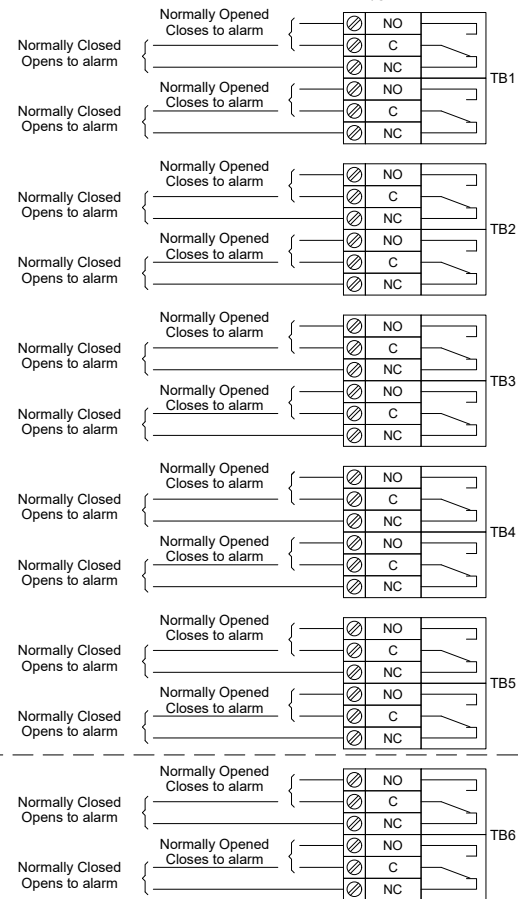 Normally Opened
Closes to alarm
NO
Normally Closed
Opens to alarm
C
NC
TB1
Normally Opened
Closes to alarm
NO
Normally Closed
Opens to alarm
C
NC
Normally Opened
Closes to alarm
NO
Normally Closed
Opens to alarm
C
NC
TB2
Normally Opened
Closes to alarm
NO
Normally Closed
Opens to alarm
C
NC
Normally Opened
Closes to alarm
NO
Normally Closed
Opens to alarm
C
NC
TB3
Normally Opened
Closes to alarm
NO
Normally Closed
Opens to alarm
C
NC
Normally Opened
Closes to alarm
NO
Normally Closed
Opens to alarm
C
NC
TB4
Normally Opened
Closes to alarm
NO
Normally Closed
Opens to alarm
C
NC
Normally Opened
Closes to alarm
NO
Normally Closed
Opens to alarm
C
NC
TB5
Normally Opened
Closes to alarm
NO
Normally Closed
Opens to alarm
C
NC
Normally Opened
Closes to alarm
NO
Normally Closed
Opens to alarm
C
NC
TB6
Normally Opened
Closes to alarm
NO
Normally Closed
Opens to alarm
C
NC